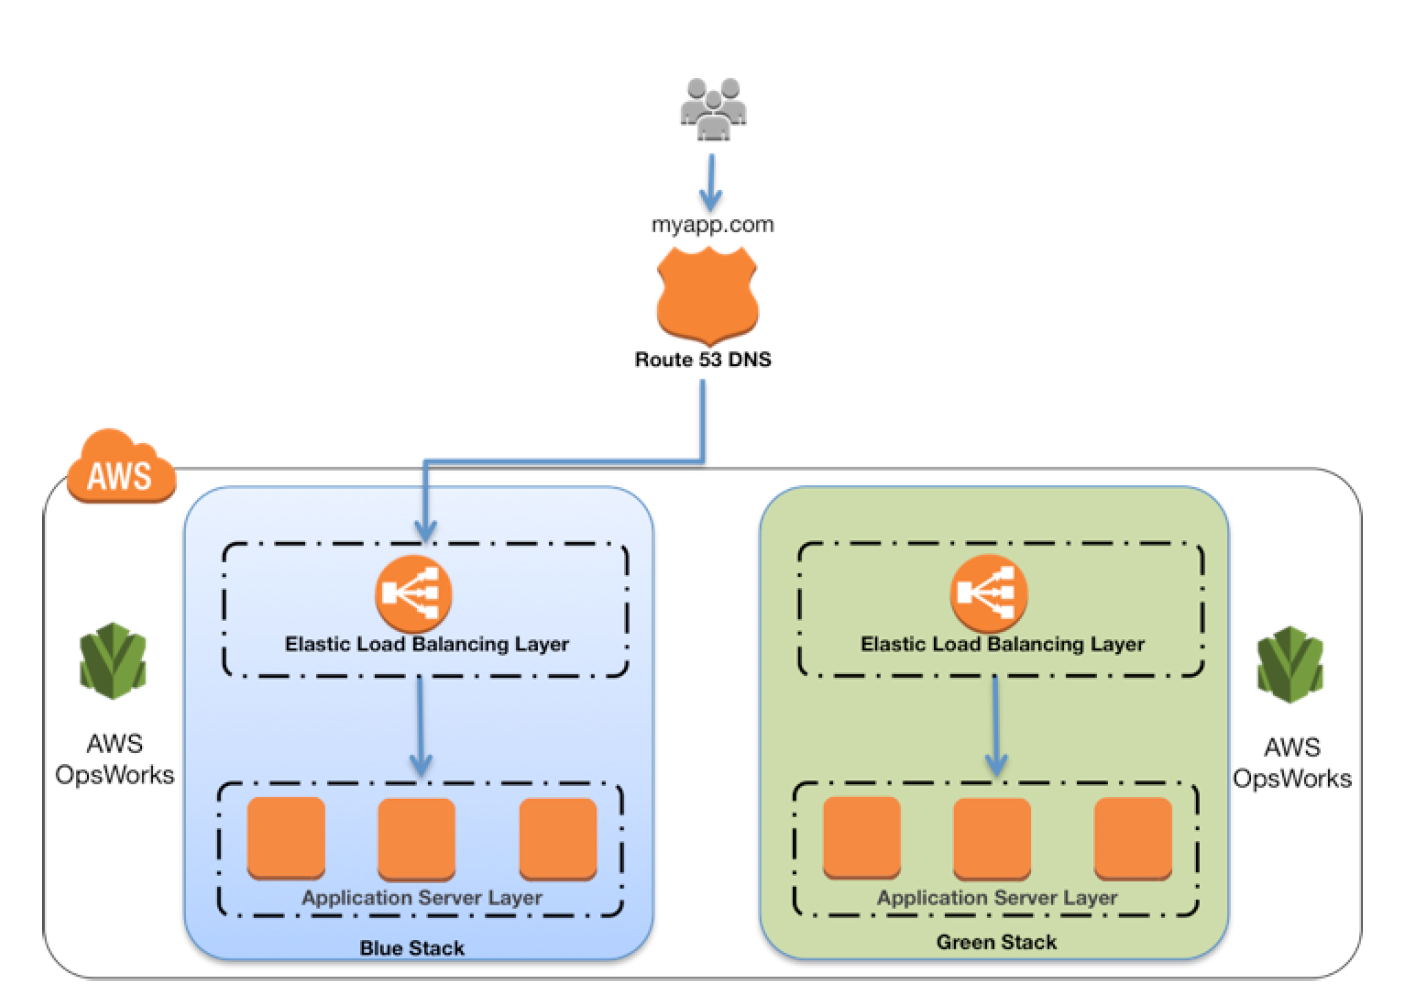 myapp.com
Route 53 DNS
AWS
Elastic Load Balancing Layer
Elastic Load Balancing Layer
AWS
OpsWorks
AWS
OpsWorks
Application Server Layer
Application Server Layer
Blue Stack
Green Stack